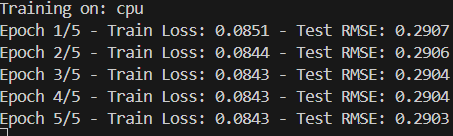 Training on: cpu
Epoch 1/5 - Train Loss: 0.0851 - Test RMSE: 0.2907
Epoch 2/5 - Train Loss: 0.0844 - Test RMSE: 0.2906
Epoch 3/5 - Train Loss: 0.0843 - Test RMSE: 0.2904
Epoch 4/5 - Train Loss: 0.0843 - Test RMSE: 0.2904
Epoch 5/5 - Train Loss: 0.0843 - Test RMSE: 0.2903